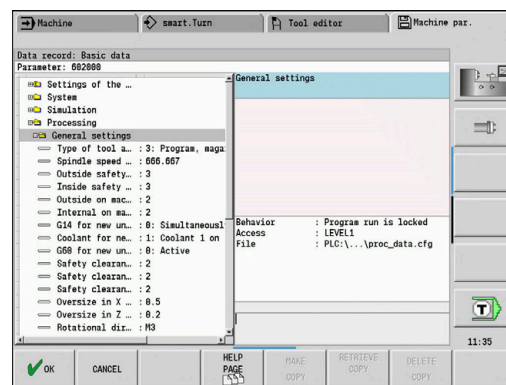 Machine
smart.Turn
Tool editor
Machine par.
Data record: Basic data
Parameter: 602000
Settings of the …
System
Simulation
Processing
General settings
Type of tool a… : 3: Program, maga
Spindle speed … : 666.667
Outside safety… : 3
Inside safety … : 3
Outside on mac… : 2
Internal on ma… : 2
G14 for new un… : 0: Simultaneousl
Coolant for ne… : 1: Coolant 1 on
G60 for new un… : 0: Active
Safety clearan… : 2
Safety clearan… : 2
Safety clearan… : 2
Oversize in X … : 0.5
Oversize in Z … : 0.2
Rotational dir… : M3
General settings
Behavior : Program run is locked
Access : LEVEL1
File : PLC:\...\proc_data.cfg
T
11:35
OK
CANCEL
HELP PAGE
MAKE COPY
RETRIEVE COPY
DELETE COPY